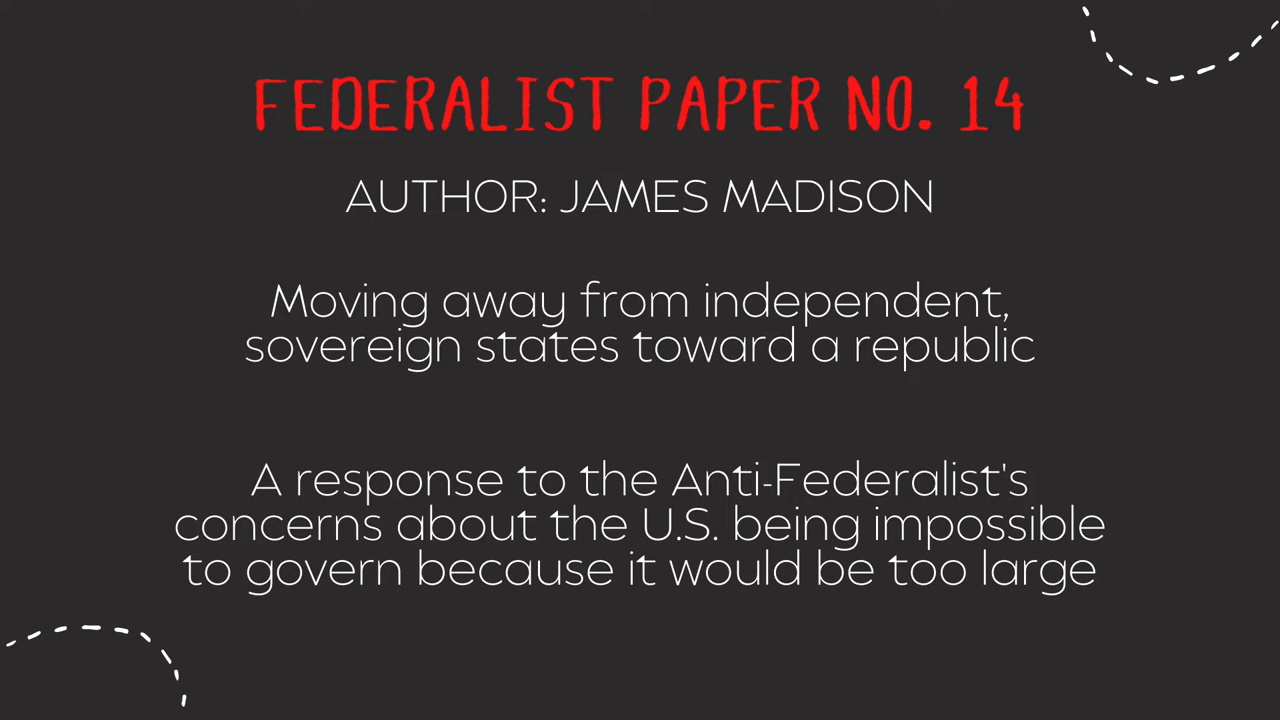 FEDERALIST PAPER NO. 14
AUTHOR: JAMES MADISON
Moving away from independent,
sovereign states toward a republic
A response to the Anti-Federalist's
concerns about the U.S. being impossible
to govern because it would be too large